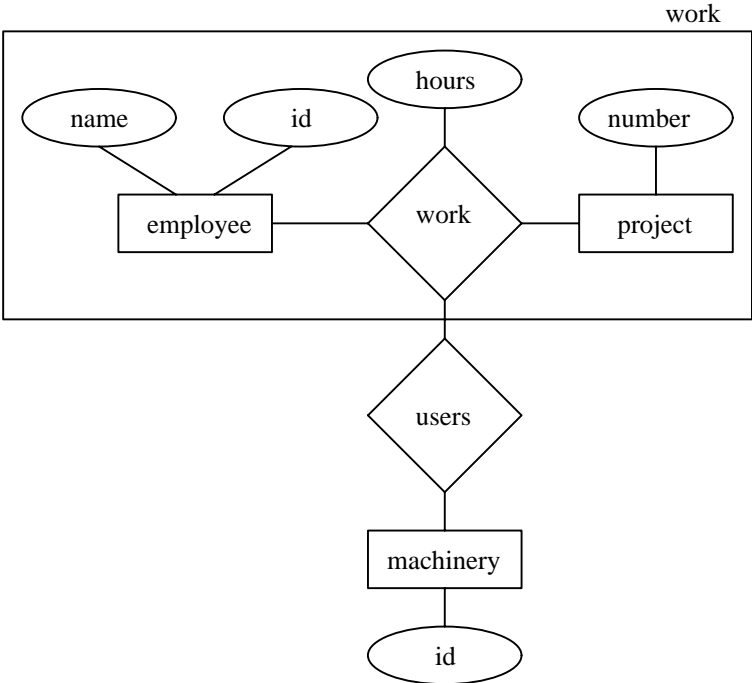 work
hours
name
id
number
employee
work
project
users
machinery
id